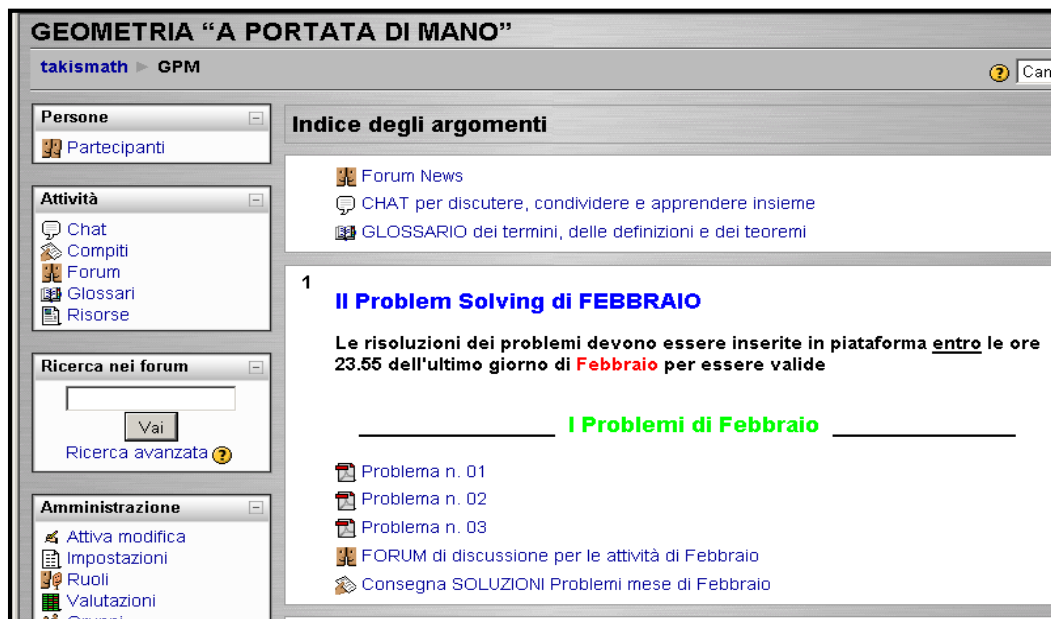 GEOMETRIA “A PORTATA DI MANO”
takismath ► GPM
Persone
Partecipanti
Attività
Chat
Compiti
Forum
Glossari
Risorse
Ricerca nei forum
Vai
Ricerca avanzata
Amministrazione
Attiva modifica
Impostazioni
Ruoli
Valutazioni
Indice degli argomenti
Forum News
CHAT per discutere, condividere e apprendere insieme
GLOSSARIO dei termini, delle definizioni e dei teoremi
1
Il Problem Solving di FEBBRAIO
Le risoluzioni dei problemi devono essere inserite in piattaforma entro le ore
23.55 dell'ultimo giorno di Febbraio per essere valide
I Problemi di Febbraio
Problema n. 01
Problema n. 02
Problema n. 03
FORUM di discussione per le attività di Febbraio
Consegna SOLUZIONI Problemi mese di Febbraio